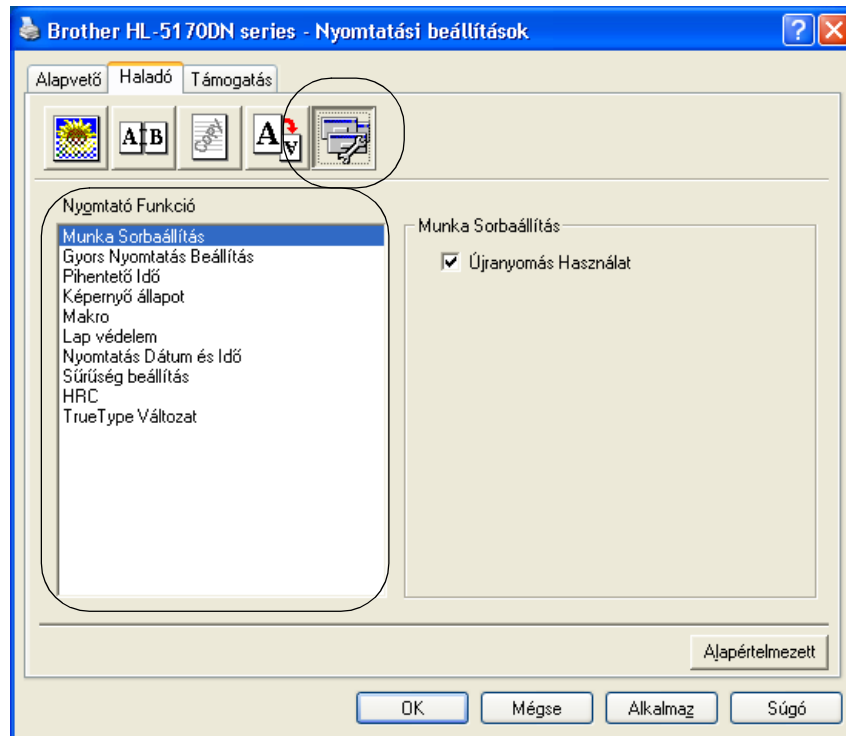 Brother HL-5170DN series - Nyomtatási beállítások
Alapvető Haladó Támogatás
A B
COPY
A A
Nyomtató Funkció
Munka Sorbaállítás
Gyors Nyomtatás Beállítás
Pihentető Idő
Képernyő állapot
Makro
Lap védelem
Nyomtatás Dátum és Idő
Sűrűség beállítás
HRC
TrueType Változat
Munka Sorbaállítás
Újranyomás Használat
Alapértelmezett
OK Mégse Alkalmaz Súgó